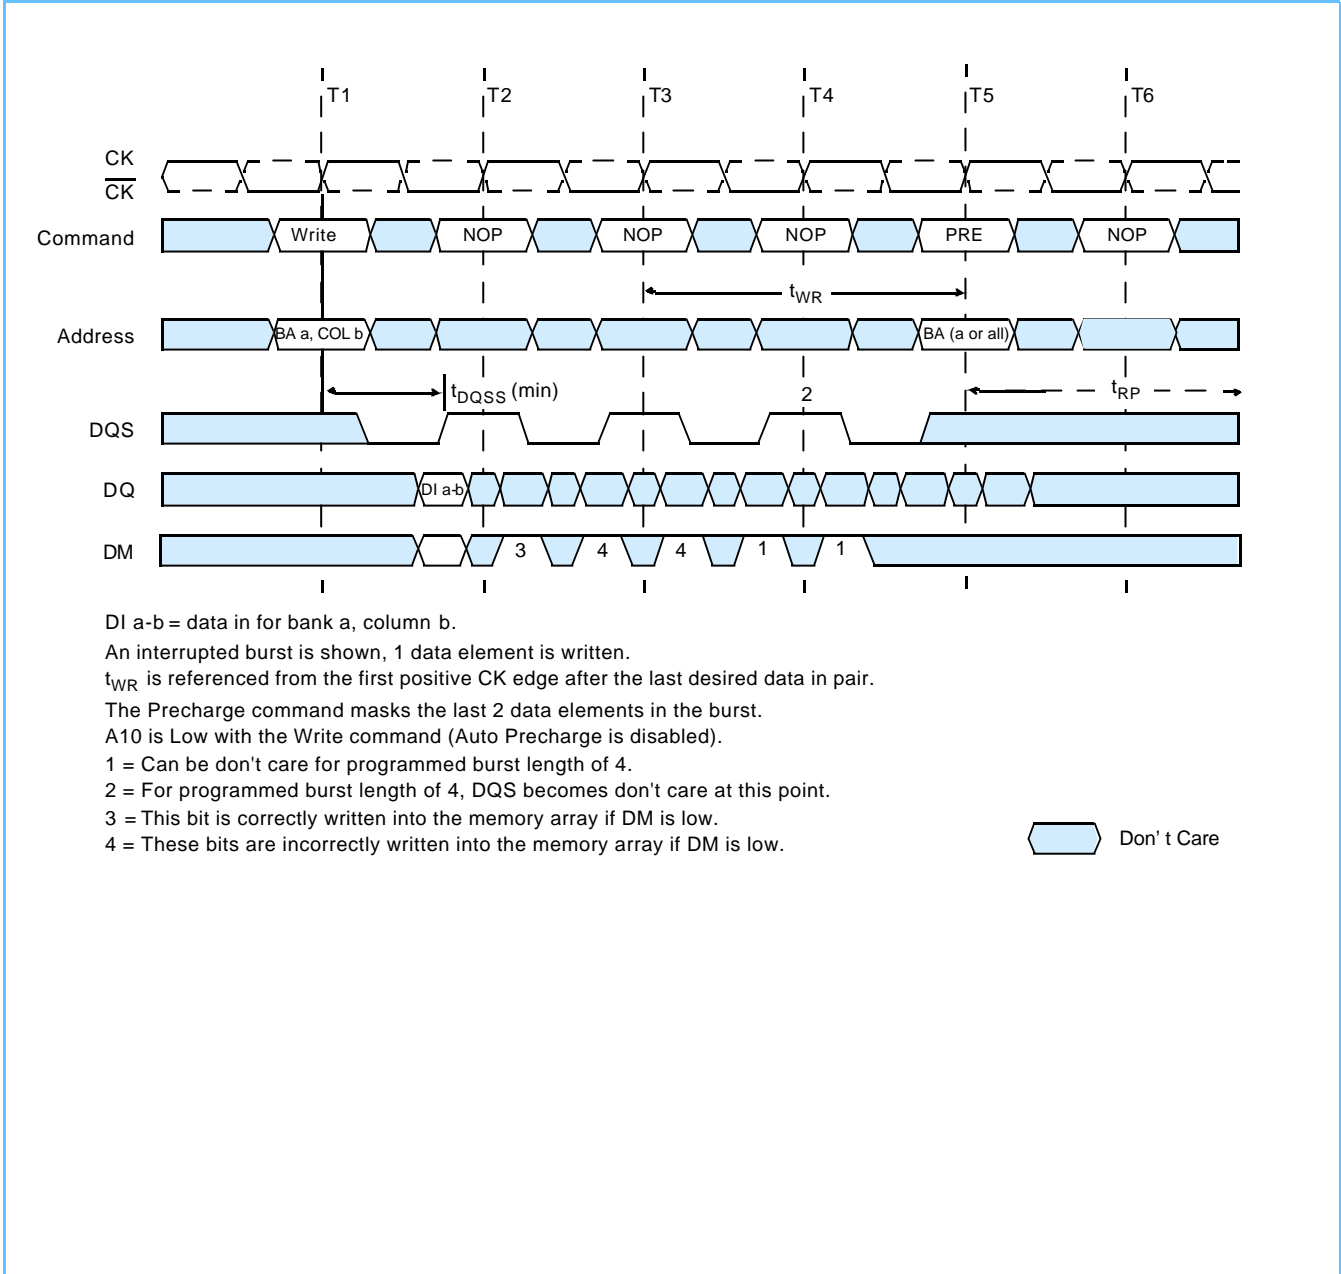 T1 T2 T3 T4 T5 T6
CK
CK
Command Write NOP NOP NOP PRE NOP
tWR
Address BA a, COL b BA (a or all)
tDQSS (min) 2 tRP
DQS
DQ DI a-b
DM 3 4 4 1 1
DI a-b = data in for bank a, column b.
An interrupted burst is shown, 1 data element is written.
tWR is referenced from the first positive CK edge after the last desired data in pair.
The Precharge command masks the last 2 data elements in the burst.
A10 is Low with the Write command (Auto Precharge is disabled).
1 = Can be don't care for programmed burst length of 4.
2 = For programmed burst length of 4, DQS becomes don't care at this point.
3 = This bit is correctly written into the memory array if DM is low.
4 = These bits are incorrectly written into the memory array if DM is low.
Don' t Care